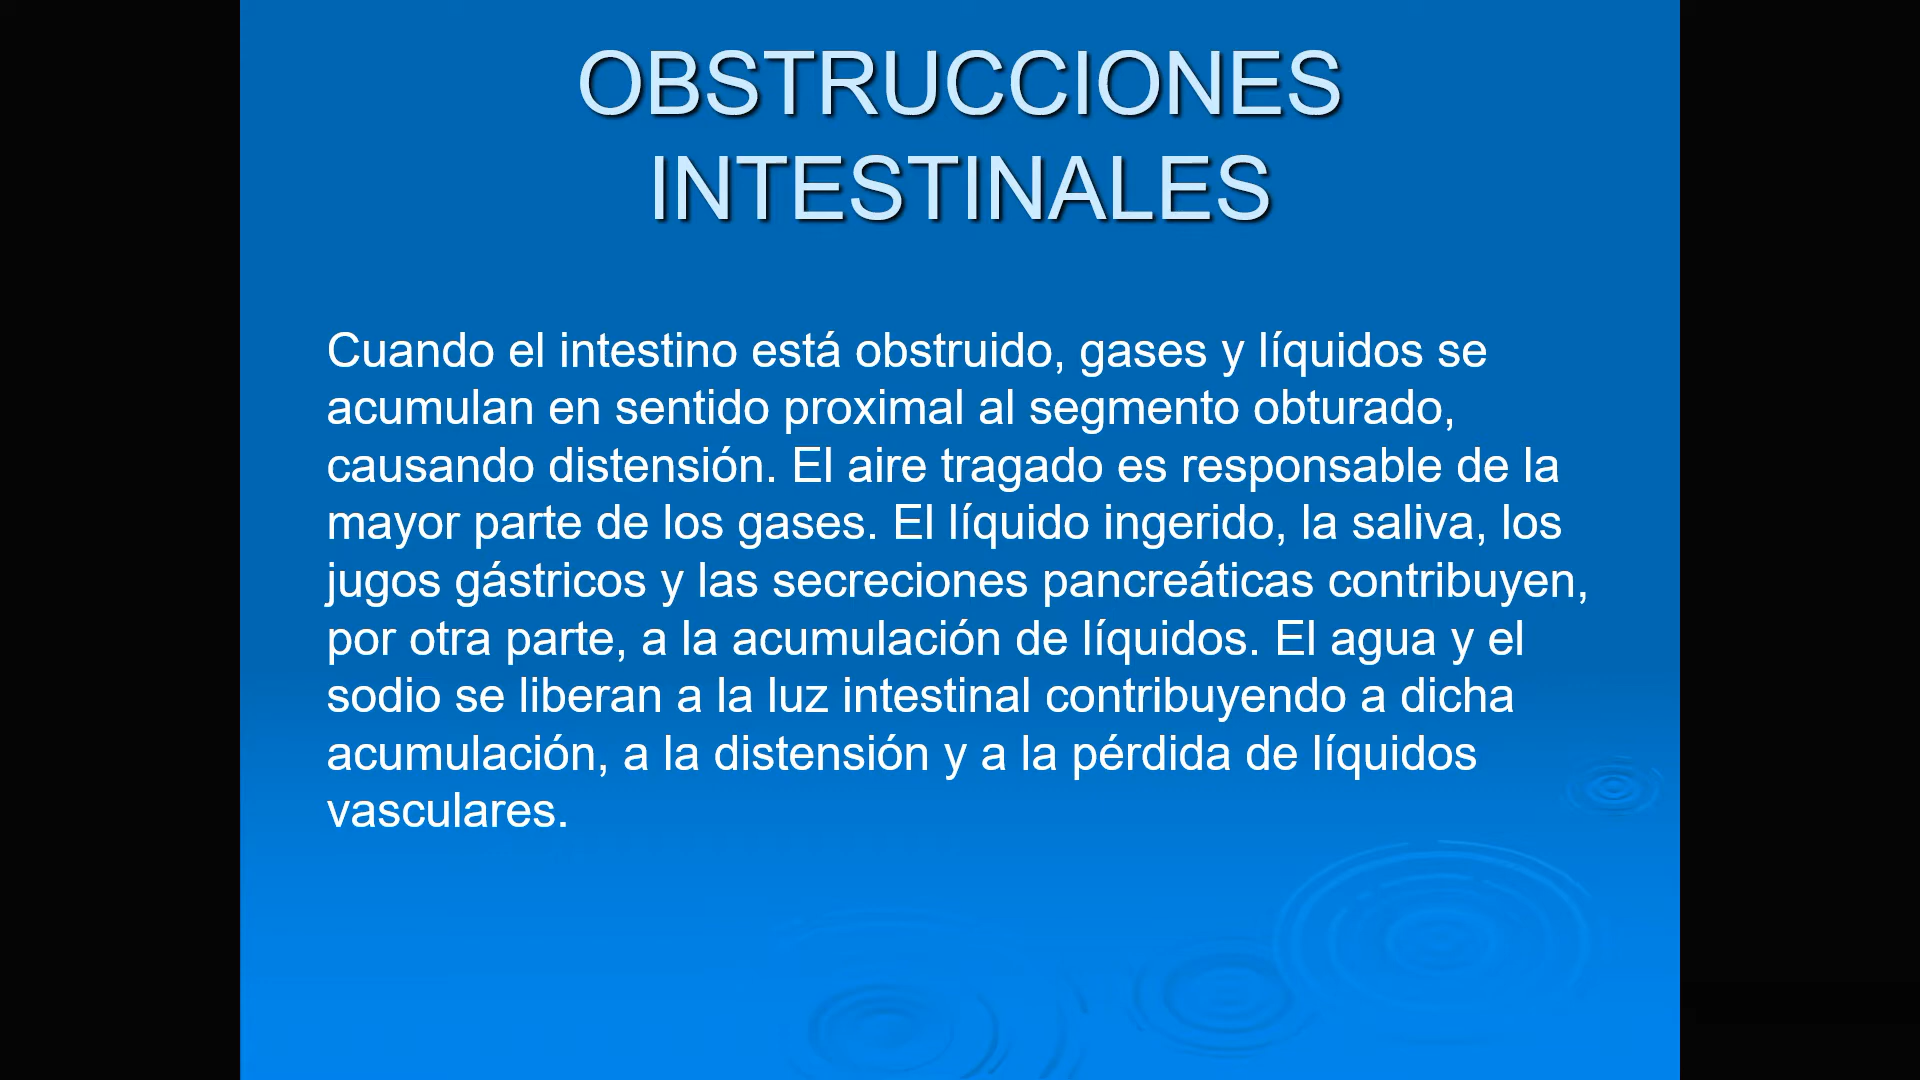 OBSTRUCCIONES
INTESTINALES
Cuando el intestino está obstruido, gases y líquidos se
acumulan en sentido proximal al segmento obturado,
causando distensión. El aire tragado es responsable de la
mayor parte de los gases. El líquido ingerido, la saliva, los
jugos gástricos y las secreciones pancreáticas contribuyen,
por otra parte, a la acumulación de líquidos. El agua y el
sodio se liberan a la luz intestinal contribuyendo a dicha
acumulación, a la distensión y a la pérdida de líquidos
vasculares.